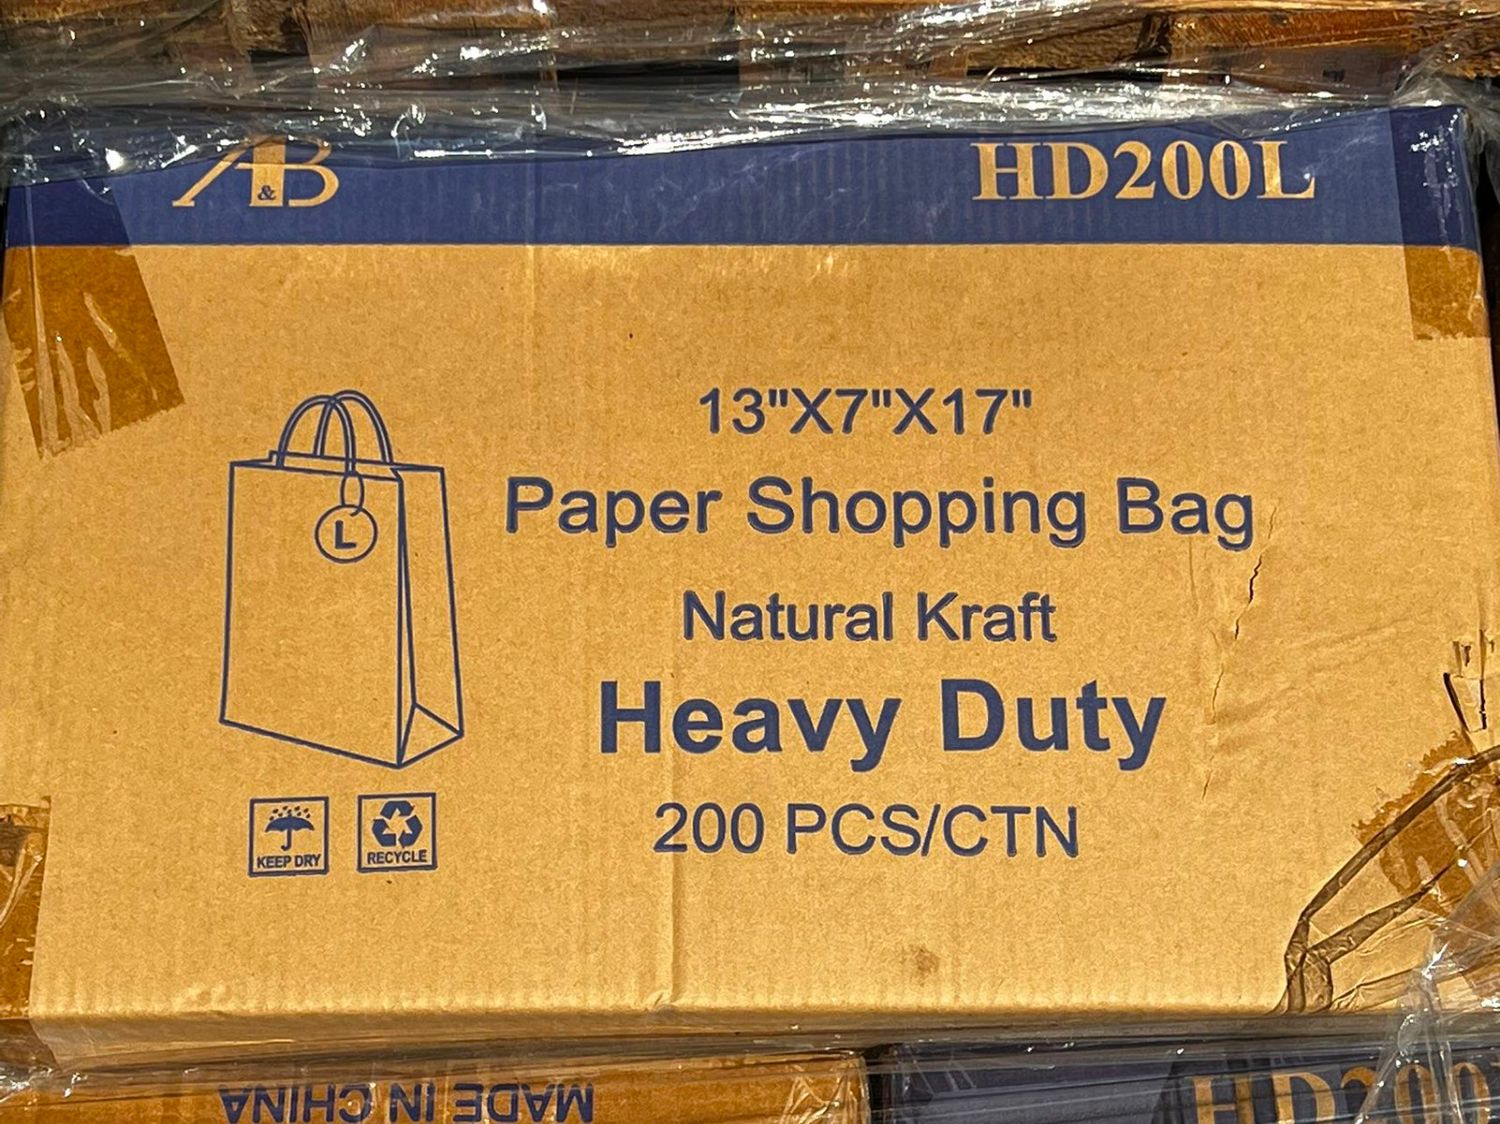 A&B
HD200L
13"X7"X17"
Paper Shopping Bag
L
Natural Kraft
Heavy Duty
200 PCS/CTN
KEEP DRY
RECYCLE
MADE IN CHINA
HD200